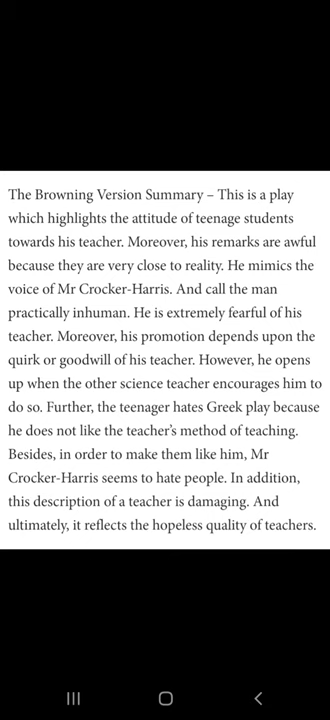 The Browning Version Summary – This is a play
which highlights the attitude of teenage students
towards his teacher. Moreover, his remarks are awful
because they are very close to reality. He mimics the
voice of Mr Crocker-Harris. And call the man
practically inhuman. He is extremely fearful of his
teacher. Moreover, his promotion depends upon the
quirk or goodwill of his teacher. However, he opens
up when the other science teacher encourages him to
do so. Further, the teenager hates Greek play because
he does not like the teacher’s method of teaching.
Besides, in order to make them like him, Mr
Crocker-Harris seems to hate people. In addition,
this description of a teacher is damaging. And
ultimately, it reflects the hopeless quality of teachers.